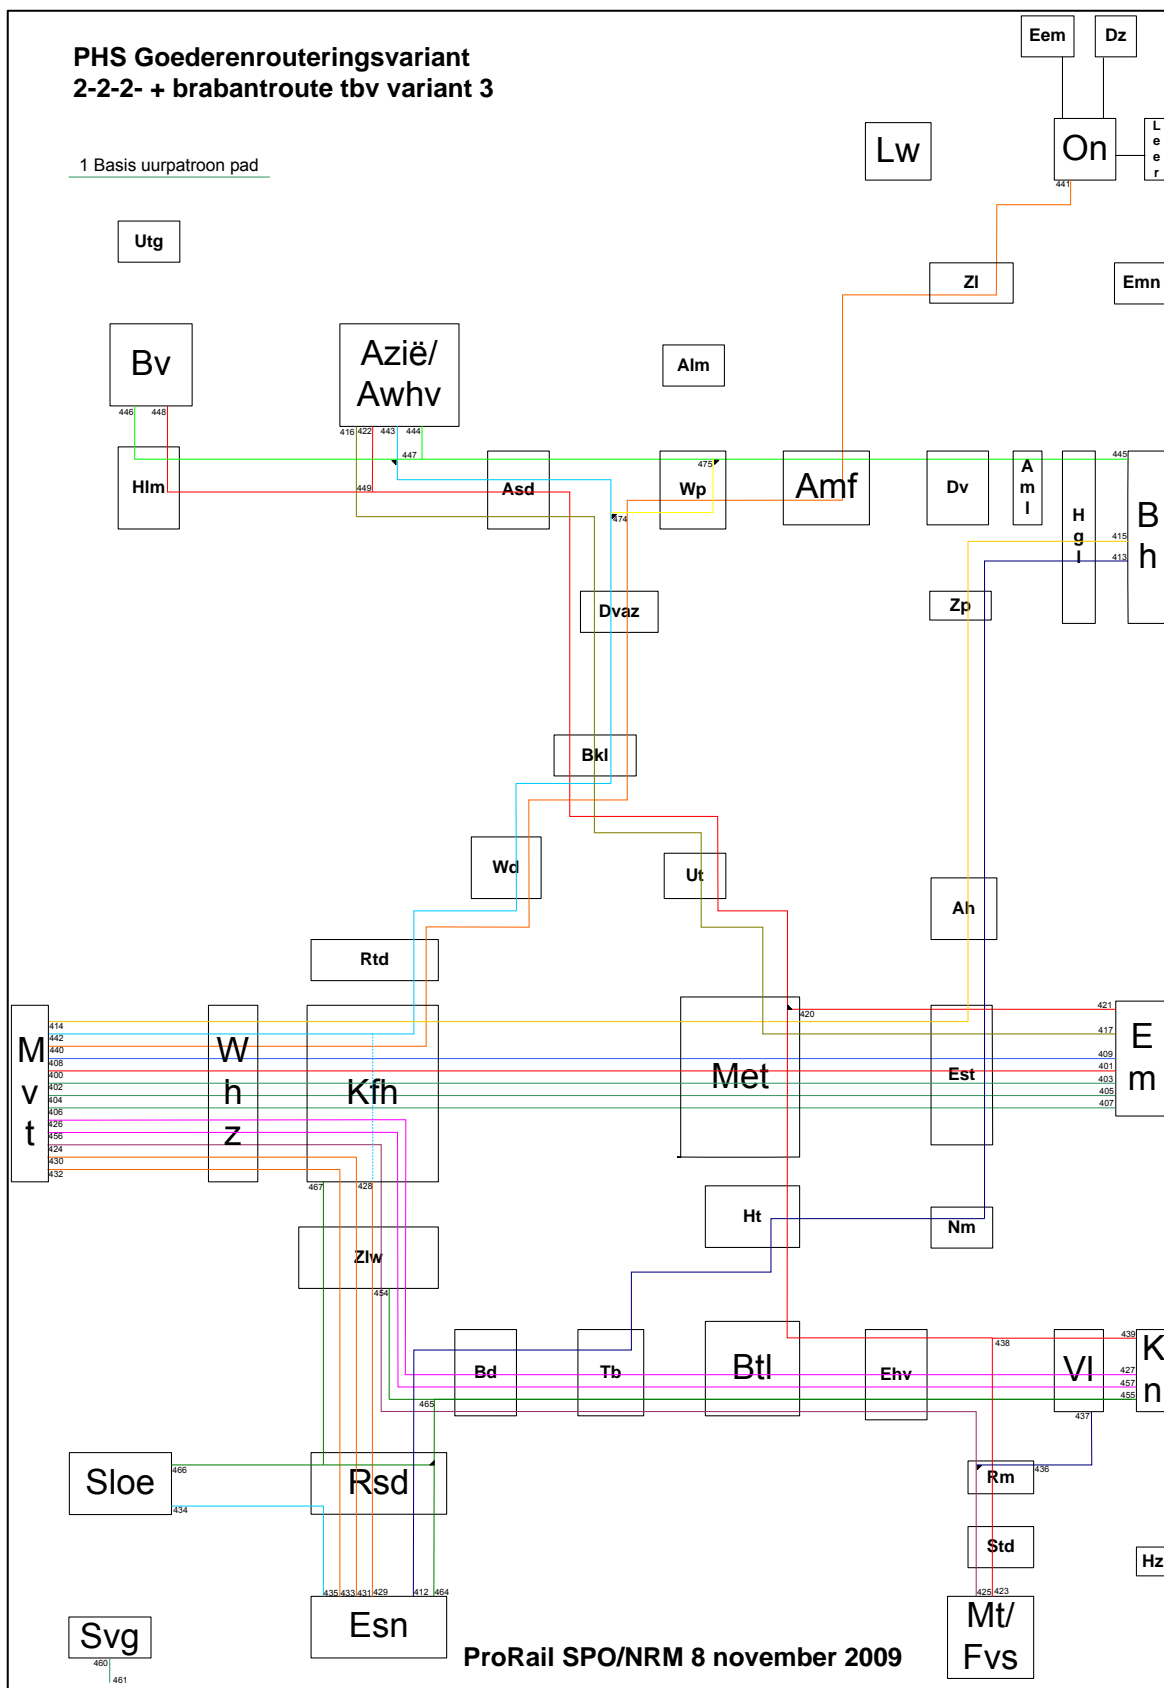 PHS Goederenrouteringsvariant
2-2-2- + brabantroute tbv variant 3
1 Basis uurpatroon pad
Eem
Dz
Lw
On
Leer
441
Utg
Zl
Emn
Bv
Azië/
Awhv
Alm
446
448
416
422
443
444
447
475
445
Hlm
449
Asd
474
Wp
Amf
Dv
Aml
Hgl
Bh
415
413
Dvaz
Zp
Bkl
Wd
Ut
Ah
Rtd
Mvt
414
442
440
408
400
402
404
406
426
456
424
430
432
Whz
Kfh
Met
420
Est
421
417
409
401
403
405
407
Em
467
428
Ht
Nm
Zlw
454
438
439
427
457
455
Kn
Bd
Tb
Btl
Ehv
Vl
465
437
Sloe
466
434
Rsd
Rm
436
Std
Hz
435
433
431
429
412
464
425
423
Esn
Mt/
Fvs
Svg
460
461
ProRail SPO/NRM 8 november 2009